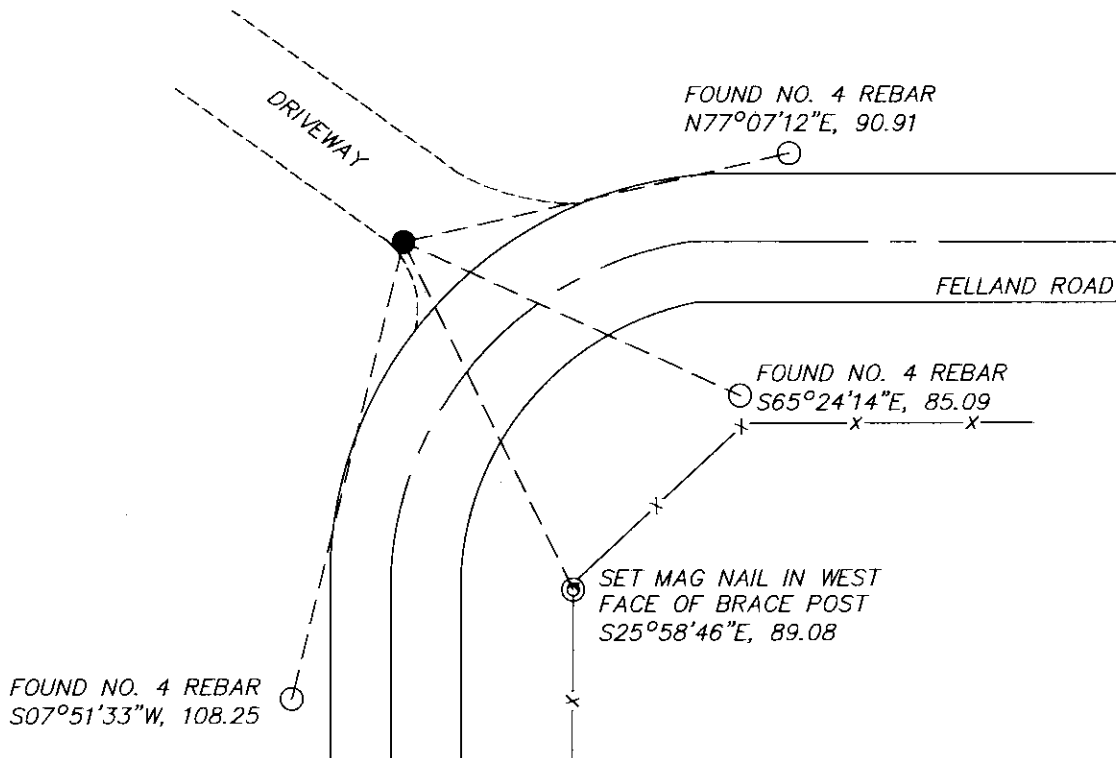 DRIVEWAY
FOUND NO. 4 REBAR
N77°07'12"E, 90.91
FELLAND ROAD
FOUND NO. 4 REBAR
S65°24'14"E, 85.09
SET MAG NAIL IN WEST
FACE OF BRACE POST
S25°58'46"E, 89.08
FOUND NO. 4 REBAR
S07°51'33"W, 108.25